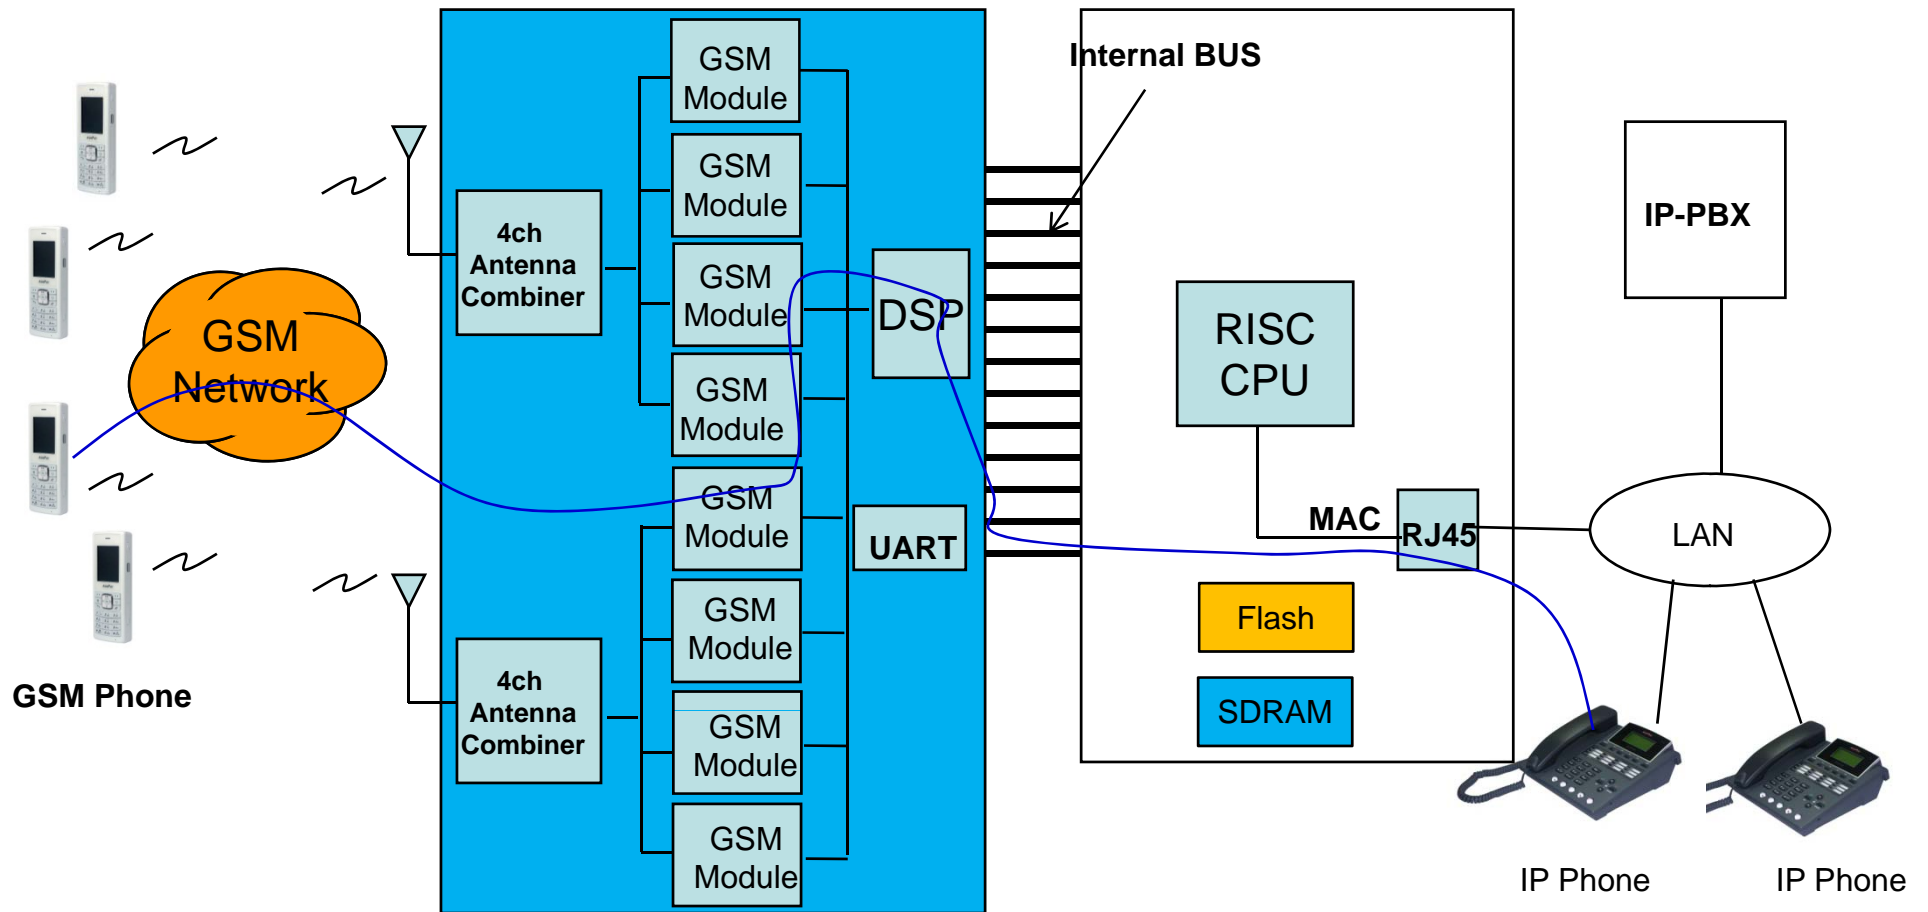 GSM
Module
Internal BUS
GSM
Module
4ch
Antenna
Combiner
IP-PBX
GSM
Module
DSP
GSM
Network
RISC
CPU
GSM
Module
GSM
Module
UART
MAC
RJ45
LAN
GSM
Module
Flash
GSM Phone
4ch
Antenna
Combiner
GSM
Module
SDRAM
GSM
Module
IP Phone
IP Phone